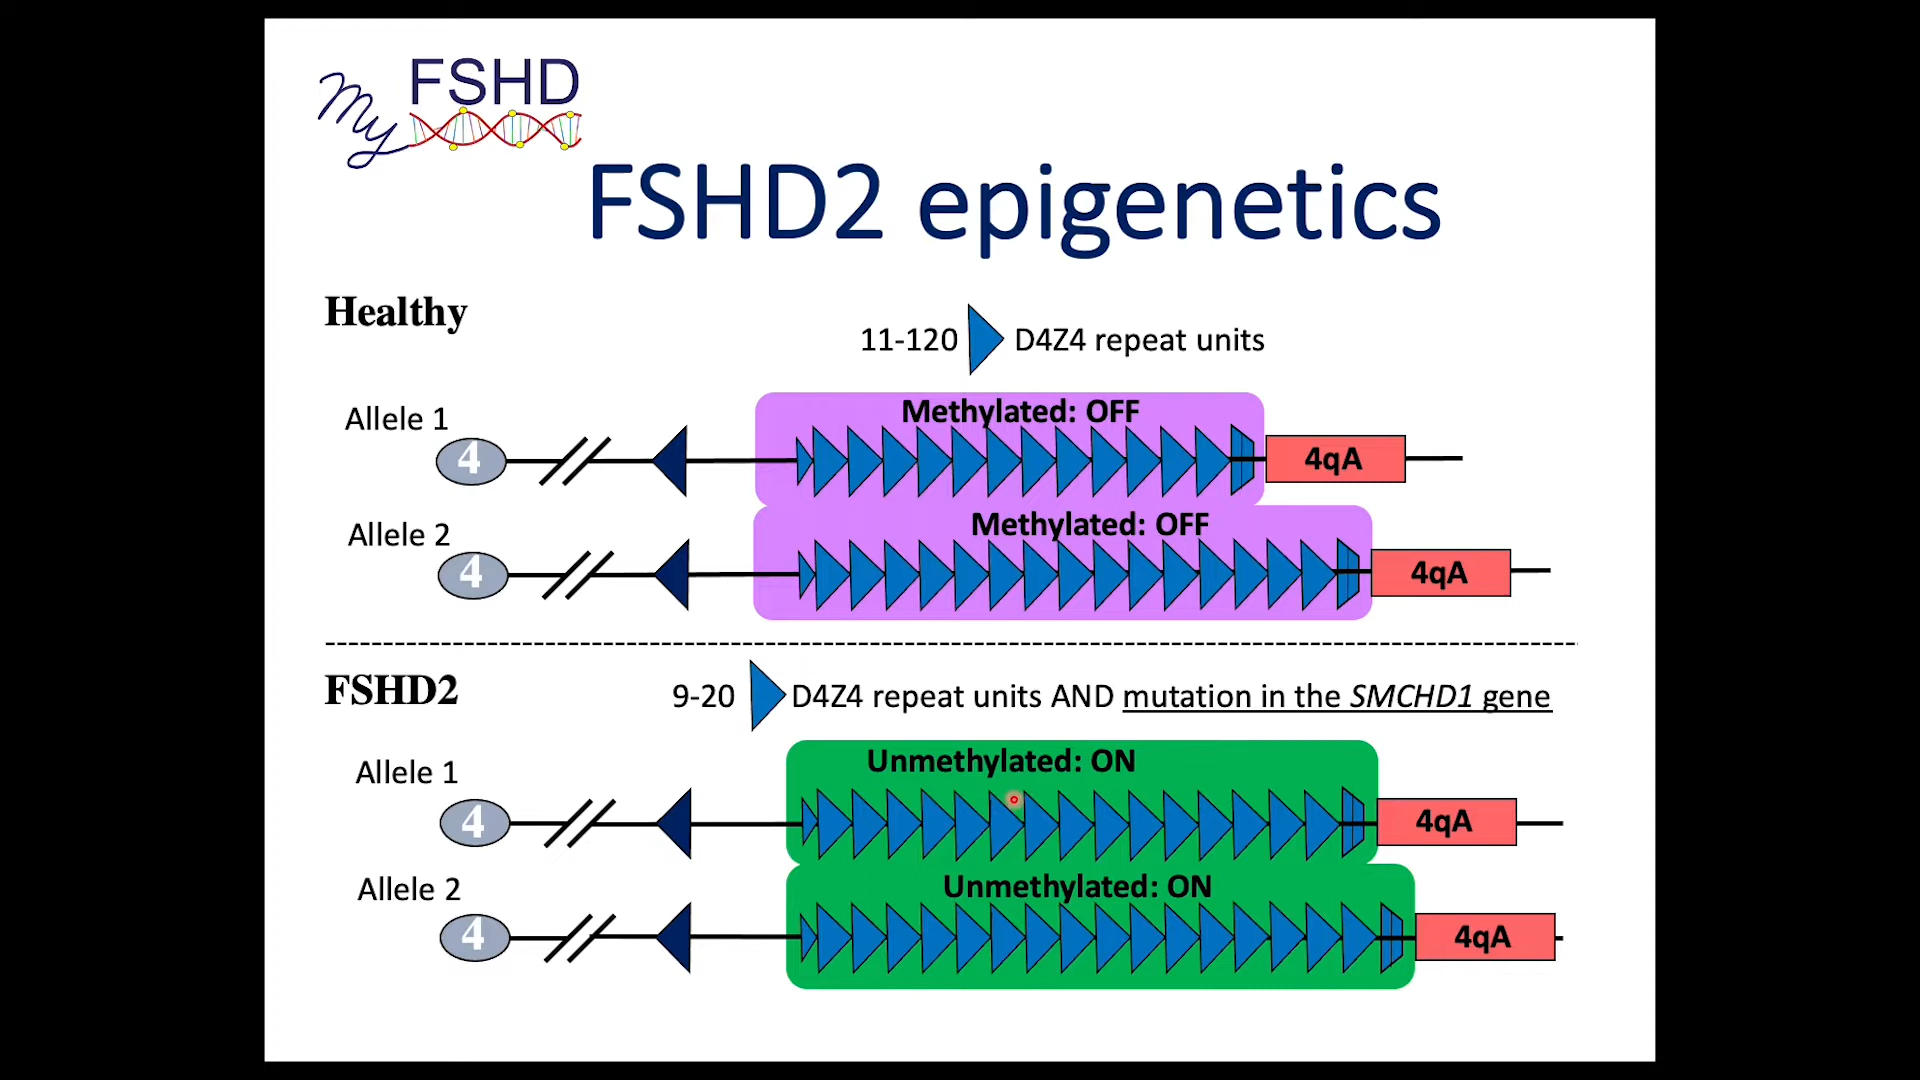 My FSHD
FSHD2 epigenetics
Healthy
11-120 D4Z4 repeat units
Allele 1
Methylated: OFF
4
4qA
Allele 2
Methylated: OFF
4
4qA
FSHD2
9-20 D4Z4 repeat units AND mutation in the SMCHD1 gene
Allele 1
Unmethylated: ON
4
4qA
Allele 2
Unmethylated: ON
4
4qA